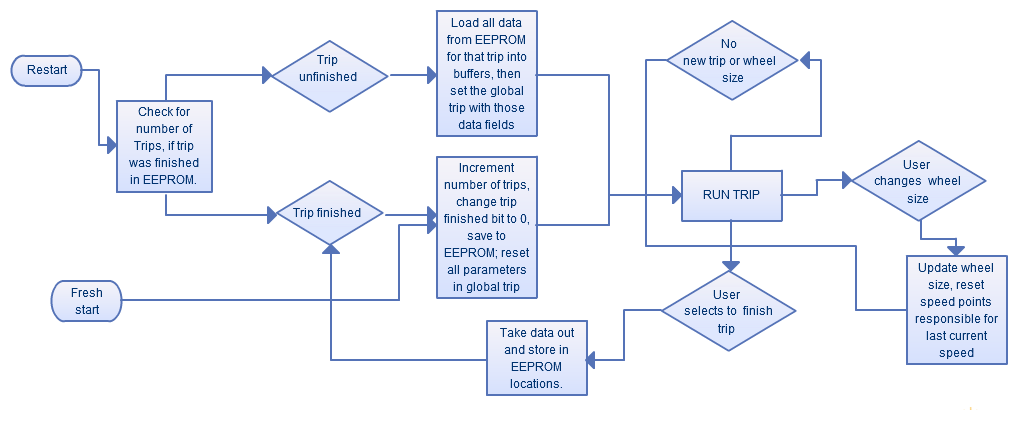 Restart
Check for
number of
Trips, if trip
was finished
in EEPROM.
Trip
unfinished
Load all data
from EEPROM
for that trip into
buffers, then
set the global
trip with those
data fields
Trip finished
Increment
number of trips,
change trip
finished bit to 0,
save to
EEPROM; reset
all parameters
in global trip
Fresh
start
No
new trip or wheel
size
RUN TRIP
User
changes wheel
size
Update wheel
size, reset
speed points
responsible for
last current
speed
User
selects to finish
trip
Take data out
and store in
EEPROM
locations.